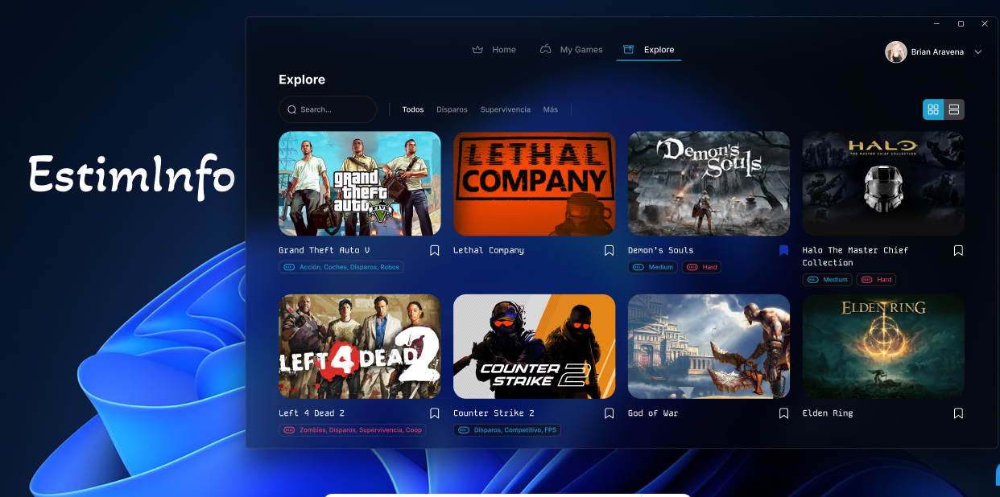 EstimInfo
Home
My Games
Explore
Brian Aravena
Explore
Search...
Todos
Disparos
Supervivencia
Más
grand theft auto V
FIVE
LETHAL COMPANY
Demon's Souls
HALO
THE MASTER CHIEF COLLECTION
Grand Theft Auto V
Acción, Coches, Disparos, Robos
Lethal Company
Demon's Souls
Medium
Hard
Halo The Master Chief
Collection
Medium
Hard
LEFT 4 DEAD 2
COUNTER
STRIKE 2
ELDEN RING
Left 4 Dead 2
Zombies, Disparos, Supervivencia, Coop
Counter Strike 2
Disparos, Competitivo, FPS
God of War
Elden Ring